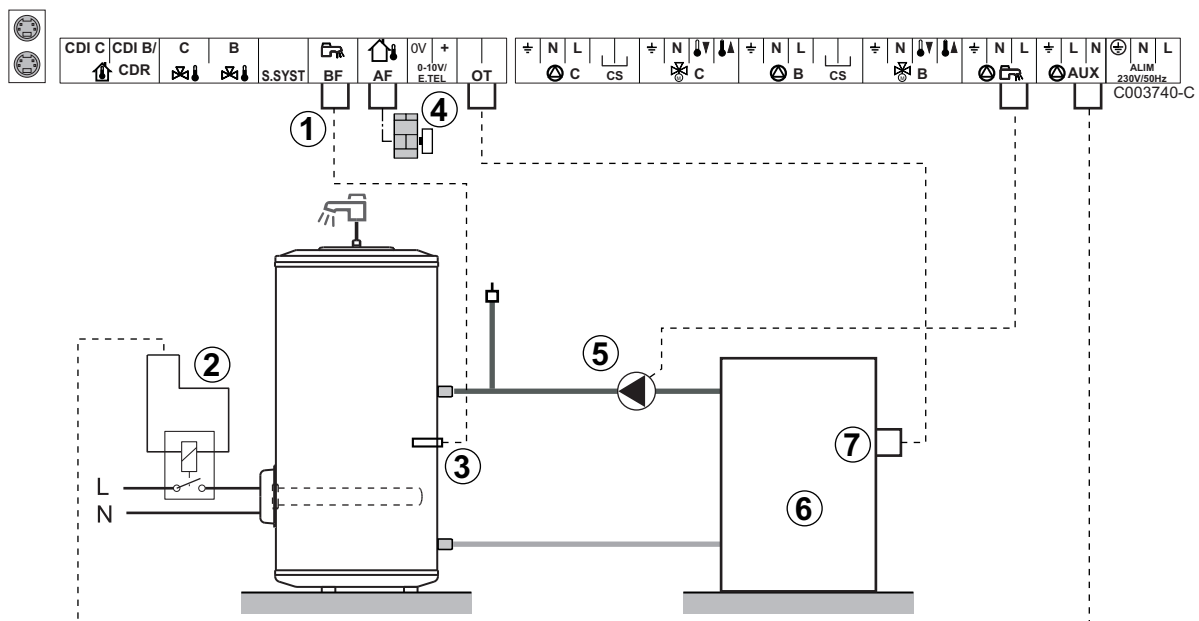 CDI C CDI B/ C B 0V + N L N N L N N L L N N L
CDR S.SYST BF AF 0-10V/ E.TEL OT C CS C B CS B AUX ALIM 230V/50Hz
M M
C003740-C
1
4
5
2
7
3
L
N
6